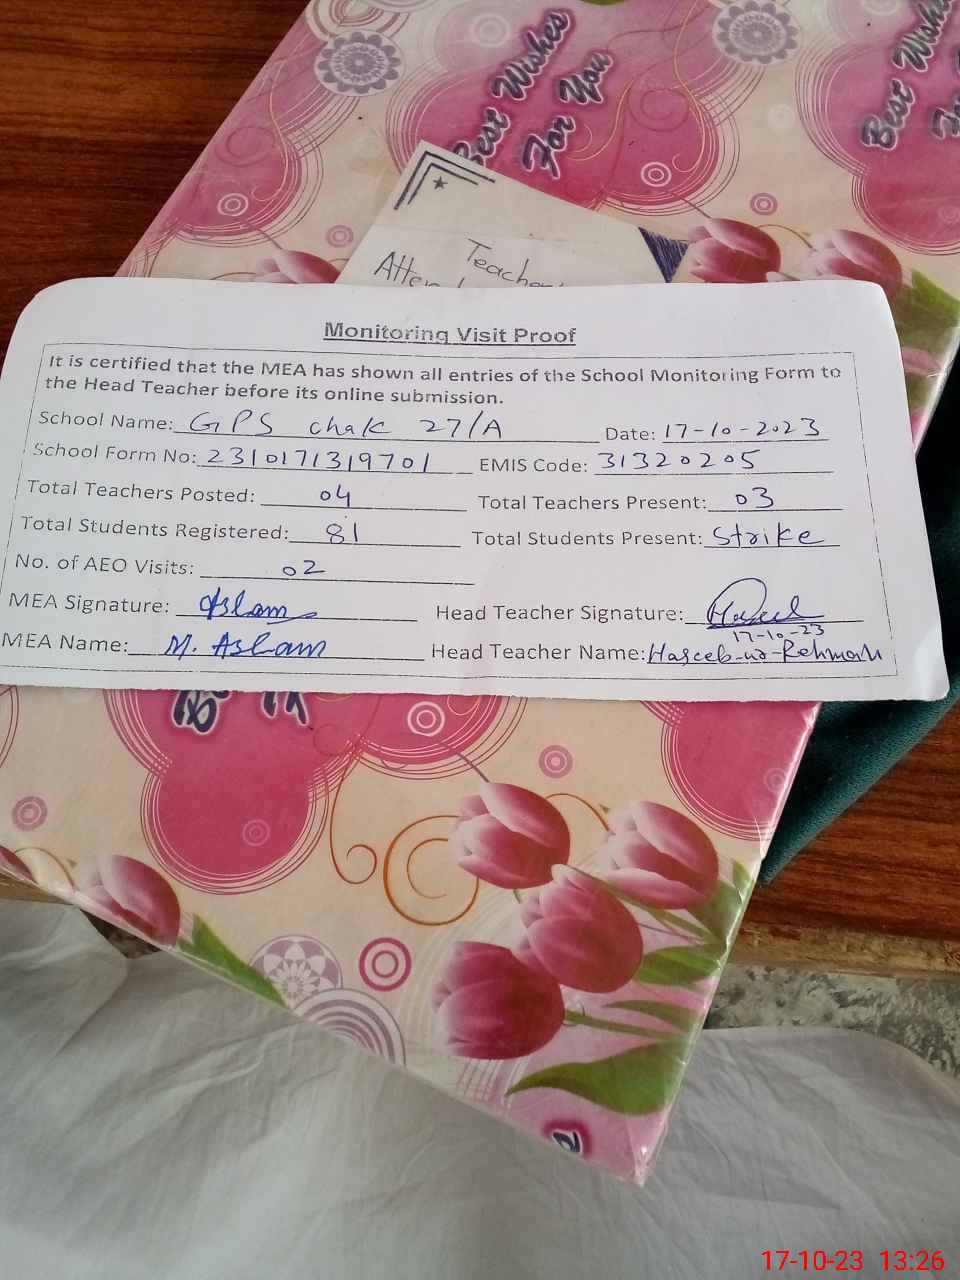 Best Wishes
For You
Best Wishes
For
Teacher
Atten
Monitoring Visit Proof
It is certified that the MEA has shown all entries of the School Monitoring Form to
the Head Teacher before its online submission.
School Name: GPS chak 27/A Date: 17-10-2023
School Form No: 2310171319701 EMIS Code: 31320205
Total Teachers Posted: 04 Total Teachers Present: 03
Total Students Registered: 81 Total Students Present: Strike
No. of AEO Visits: 02
MEA Signature: Aslam Head Teacher Signature: Haseeb
17-10-23
MEA Name: M. Aslam Head Teacher Name: Haseeb-ur-Rehman
17-10-23 13:26